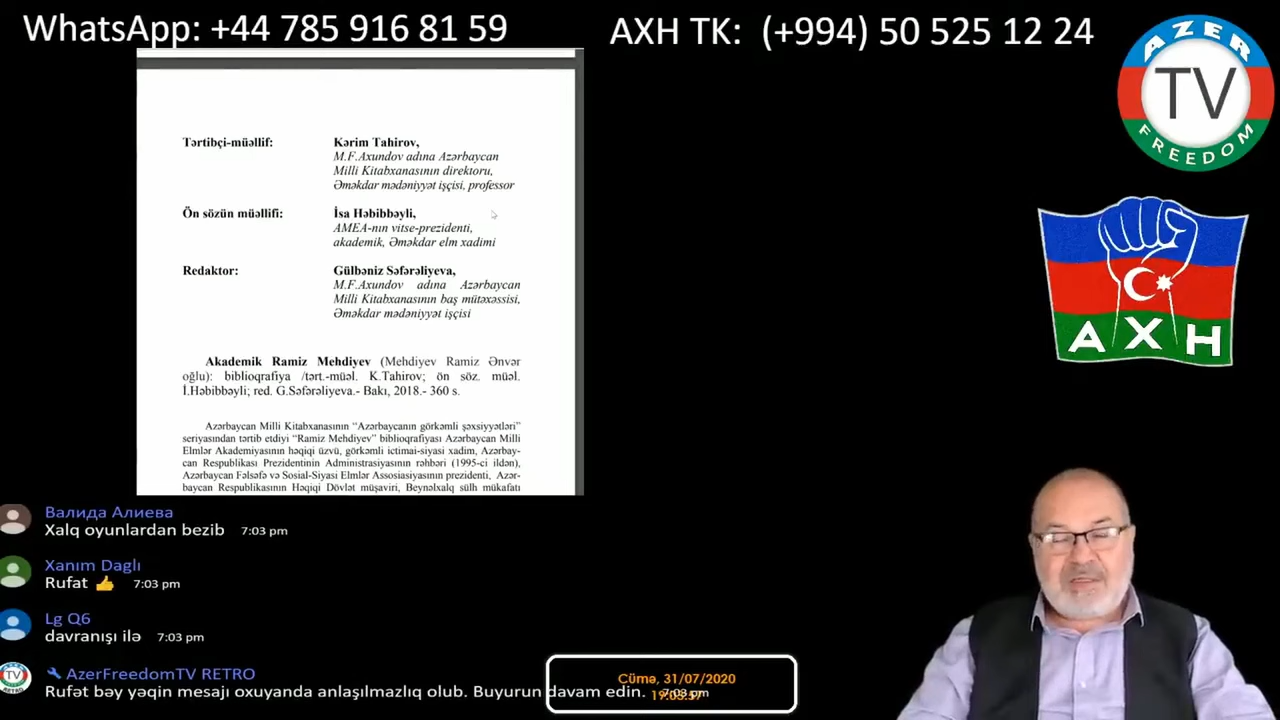 WhatsApp: +44 785 916 81 59
AXH TK: (+994) 50 525 12 24
AZER
TV
FREEDOM
Tərtibçi-müəllif:
Kərim Tahirov,
M.F.Axundov adına Azərbaycan
Milli Kitabxanasının direktoru,
Əməkdar mədəniyyət işçisi, professor
Ön sözün müəllifi:
İsa Həbibbəyli,
AMEA-nın vitse-prezidenti,
akademik, Əməkdar elm xadimi
Redaktor:
Gülbəniz Səfərəliyeva,
M.F.Axundov adına Azərbaycan
Milli Kitabxanasının baş mütəxəssisi,
Əməkdar mədəniyyət işçisi
Akademik Ramiz Mehdiyev (Mehdiyev Ramiz Ənvər
oğlu): biblioqrafiya /tərt.-müəl. K.Tahirov; ön söz. müəl.
İ.Həbibbəyli; red. G.Səfərəliyeva.- Bakı, 2018.- 360 s.
Azərbaycan Milli Kitabxanasının “Azərbaycanın görkəmli şəxsiyyətləri”
seriyasından tərtib etdiyi “Ramiz Mehdiyev” biblioqrafiyası Azərbaycan Milli
Elmlər Akademiyasının həqiqi üzvü, görkəmli ictimai-siyasi xadim, Azərbay-
can Respublikası Prezidentinin Administrasiyasının rəhbəri (1995-ci ildən),
Azərbaycan Fəlsəfə və Sosial-Siyasi Elmlər Assosiasiyasının prezidenti, Azər-
baycan Respublikasının Həqiqi Dövlət müşaviri, Beynəlxalq sülh mükafatı
AXH
Валида Алиева
Xalq oyunlardan bezib 7:03 pm
Xanım Daglı
Rufat 👍 7:03 pm
Lg Q6
davranışı ilə 7:03 pm
TV
RETRO
AzerFreedomTV RETRO
Rufət bəy yəqin mesajı oxuyanda anlaşılmazlıq olub. Buyurun davam edin. 7:03 pm
Cümə, 31/07/2020